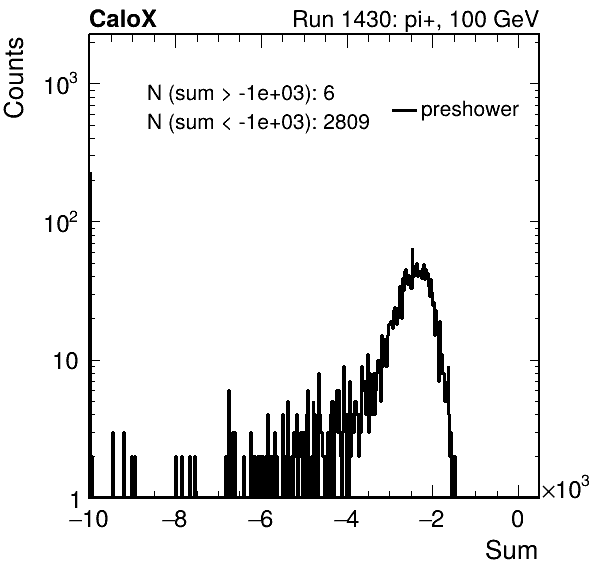 CaloX Run 1430: pi+, 100 GeV
Counts
N (sum > -1e+03): 6
N (sum < -1e+03): 2809
preshower
10³
10²
10
1
−10 −8 −6 −4 −2 0
×10³
Sum